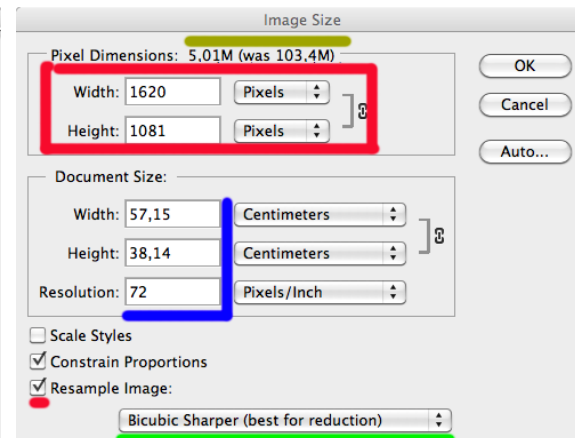 Image Size
Pixel Dimensions: 5,01M (was 103,4M)
OK
Width: 1620 Pixels
Cancel
Height: 1081 Pixels
Auto...
Document Size:
Width: 57,15 Centimeters
Height: 38,14 Centimeters
Resolution: 72 Pixels/Inch
Scale Styles
Constrain Proportions
Resample Image:
Bicubic Sharper (best for reduction)